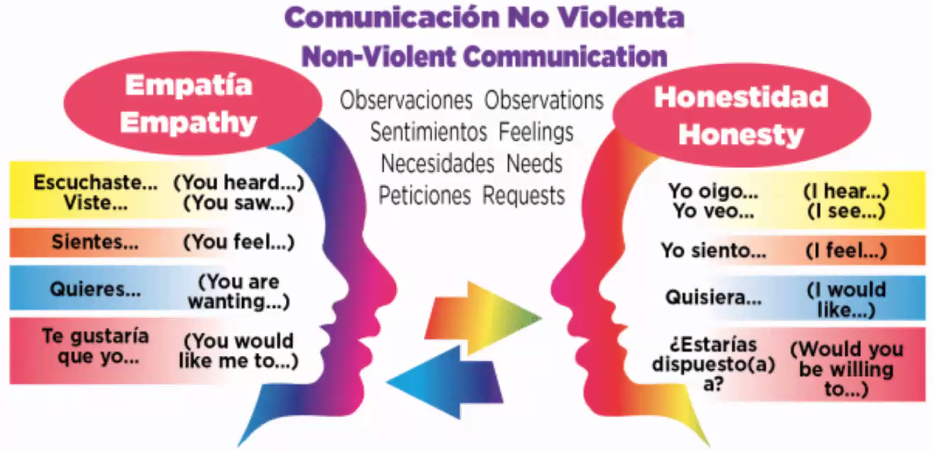 Comunicación No Violenta
Non-Violent Communication
Empatía
Empathy
Observaciones Observations
Sentimientos Feelings
Necesidades Needs
Peticiones Requests
Honestidad
Honesty
Escuchaste... (You heard...)
Viste... (You saw...)
Sientes... (You feel...)
Quieres... (You are
wanting...)
Te gustaría (You would
que yo... like me to...)
Yo oigo... (I hear...)
Yo veo... (I see...)
Yo siento... (I feel...)
Quisiera... (I would
like...)
¿Estarías (Would you
dispuesto(a) be willing
a? to...)